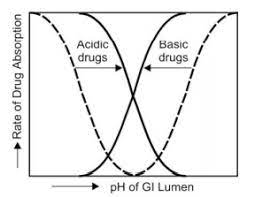 Rate of Drug Absorption
Acidic
drugs
Basic
drugs
pH of GI Lumen